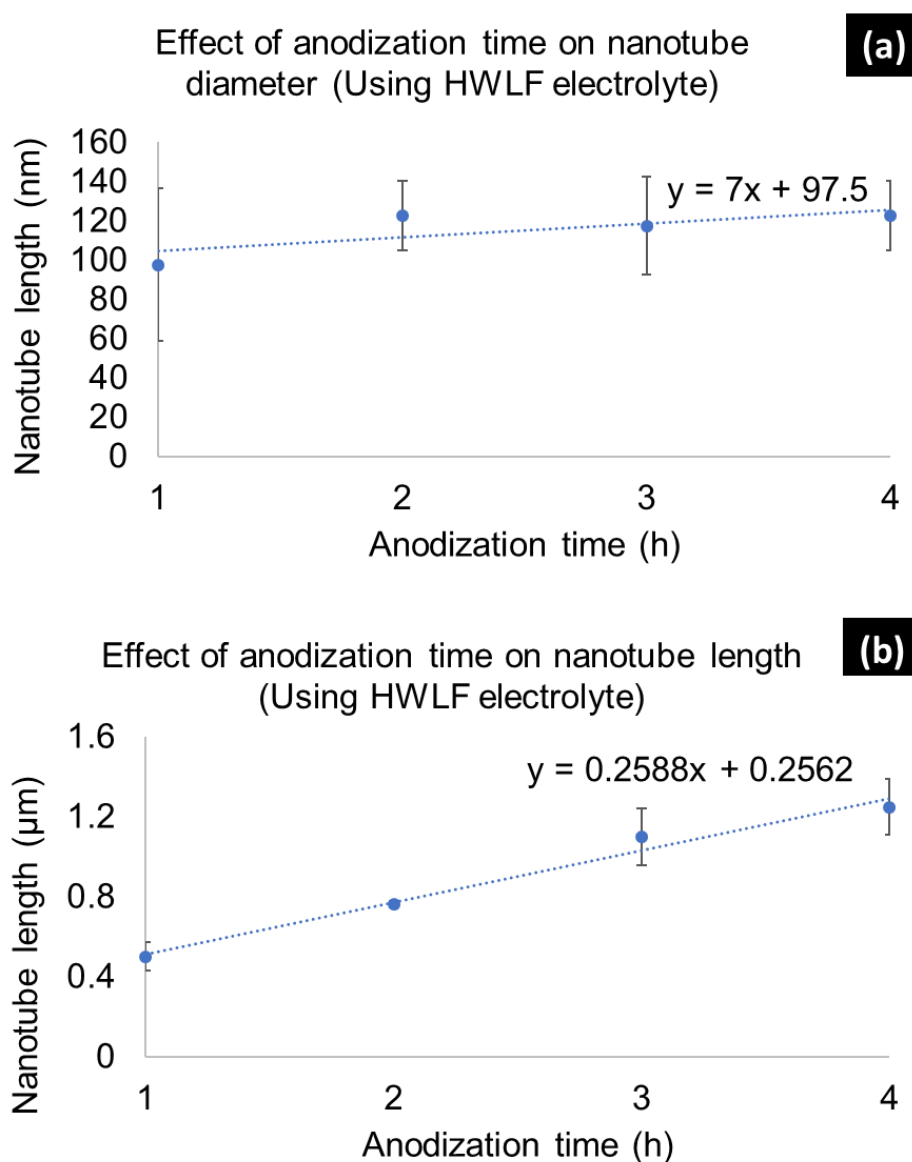 Effect of anodization time on nanotube
diameter (Using HWLF electrolyte)
(a)
Nanotube length (nm)
160
140
120
100
80
60
40
20
0
y = 7x + 97.5
1 2 3 4
Anodization time (h)
Effect of anodization time on nanotube length
(Using HWLF electrolyte)
(b)
Nanotube length (µm)
1.6
1.2
0.8
0.4
0
y = 0.2588x + 0.2562
1 2 3 4
Anodization time (h)